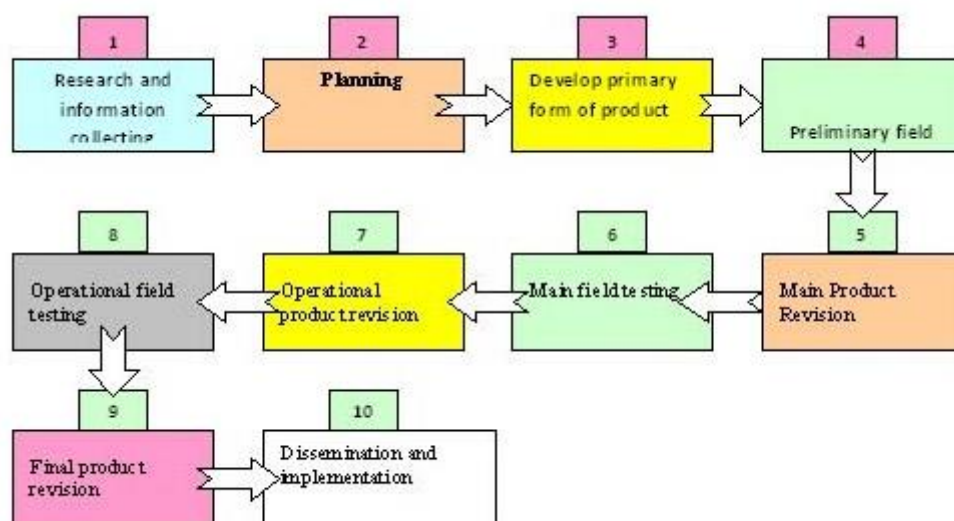 1
Research and
information
collecting
2
Planning
3
Develop primary
form of product
4
Preliminary field
8
Operational field
testing
7
Operational
product revision
6
Main field testing
5
Main Product
Revision
9
Final product
revision
10
Dissemination and
implementation